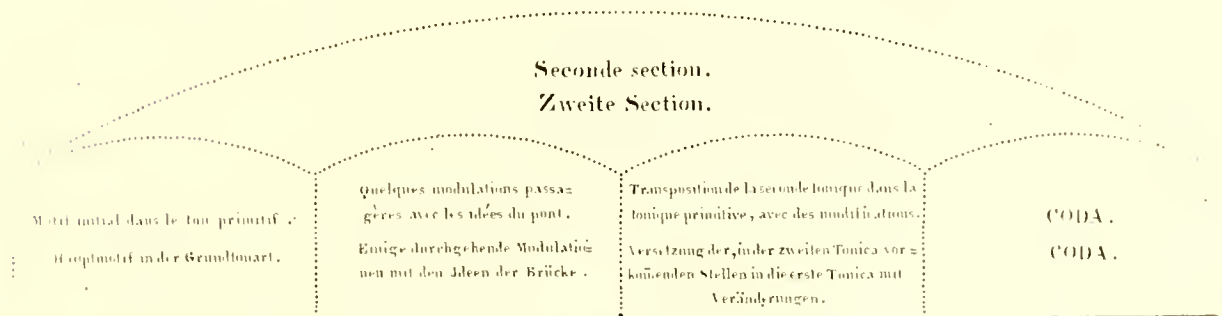 Seconde section.
Zweite Section.
Motif initial dans le ton primitif.
Hauptmotif in der Grundtonart.
Quelques modulations passa=
gères avec les idées du pont.
Einige durchgehende Modulatio=
nen mit den Jdeen der Brücke.
Transposition de la seconde tonique dans la
tonique primitive, avec des modifications.
Versetzung der, in der zweiten Tonica vor=
kom̅enden Stellen in die erste Tonica mit
Veränderungen.
CODA.
CODA.